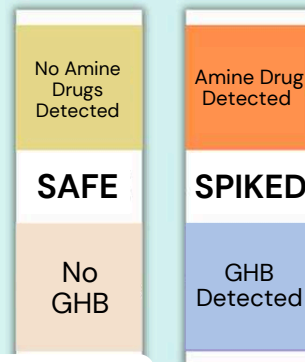 No Amine
Drugs
Detected
SAFE
No
GHB
Amine Drug
Detected
SPIKED
GHB
Detected